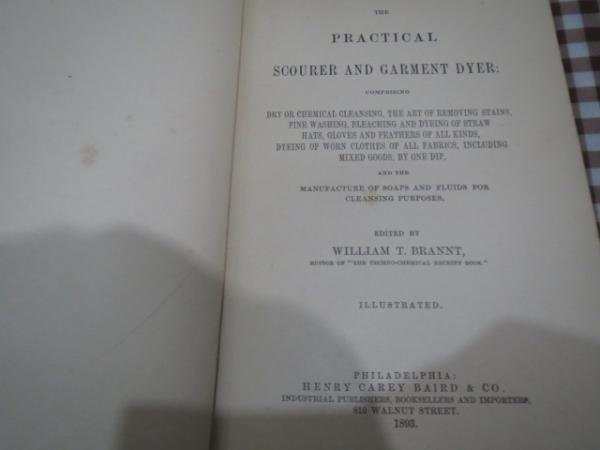 THE
PRACTICAL
SCOURER AND GARMENT DYER:
COMPRISING
DRY OR CHEMICAL CLEANSING, THE ART OF REMOVING STAINS,
FINE WASHING, BLEACHING AND DYEING OF STRAW
HATS, GLOVES AND FEATHERS OF ALL KINDS,
DYEING OF WORN CLOTHES OF ALL FABRICS, INCLUDING
MIXED GOODS, BY ONE DIP,
AND THE
MANUFACTURE OF SOAPS AND FLUIDS FOR
CLEANSING PURPOSES.
EDITED BY
WILLIAM T. BRANNT,
EDITOR OF "THE TECHNO-CHEMICAL RECEIPT BOOK."
ILLUSTRATED.
PHILADELPHIA:
HENRY CAREY BAIRD & CO.
INDUSTRIAL PUBLISHERS, BOOKSELLERS AND IMPORTERS,
810 WALNUT STREET.
1893.